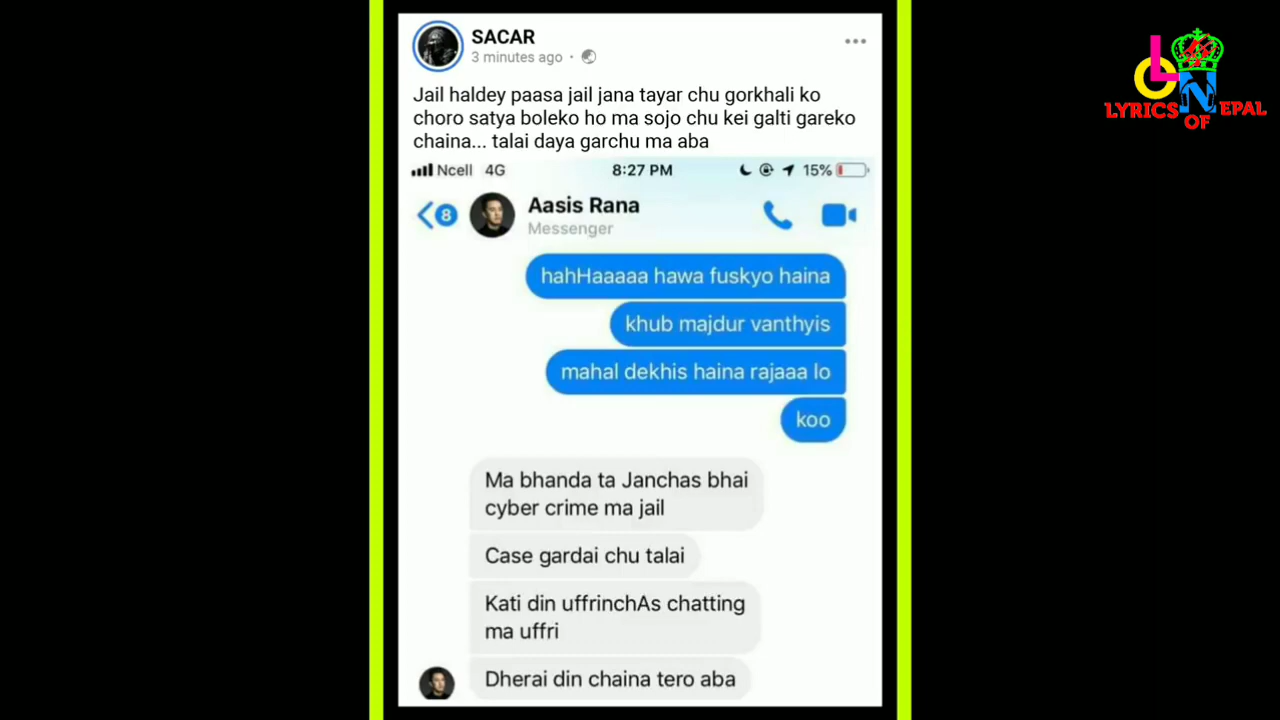 SACAR
3 minutes ago ·
Jail haldey paasa jail jana tayar chu gorkhali ko
choro satya boleko ho ma sojo chu kei galti gareko
chaina... talai daya garchu ma aba
Ncell 4G 8:27 PM 15%
8 Aasis Rana
Messenger
hahHaaaaa hawa fuskyo haina
khub majdur vanthyis
mahal dekhis haina rajaaa lo
koo
Ma bhanda ta Janchas bhai
cyber crime ma jail
Case gardai chu talai
Kati din uffrinchAs chatting
ma uffri
Dherai din chaina tero aba
LYRICS OF NEPAL